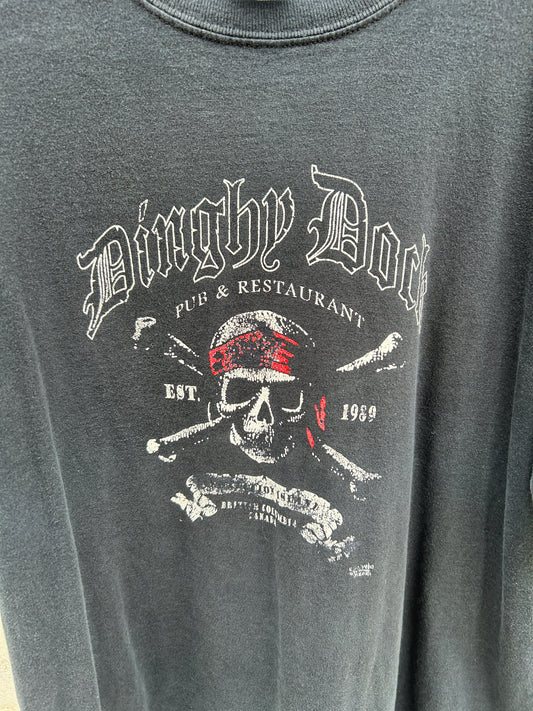 Dinghy Dock
PUB & RESTAURANT
EST. 1989
BRITISH COLUMBIA
CANADA